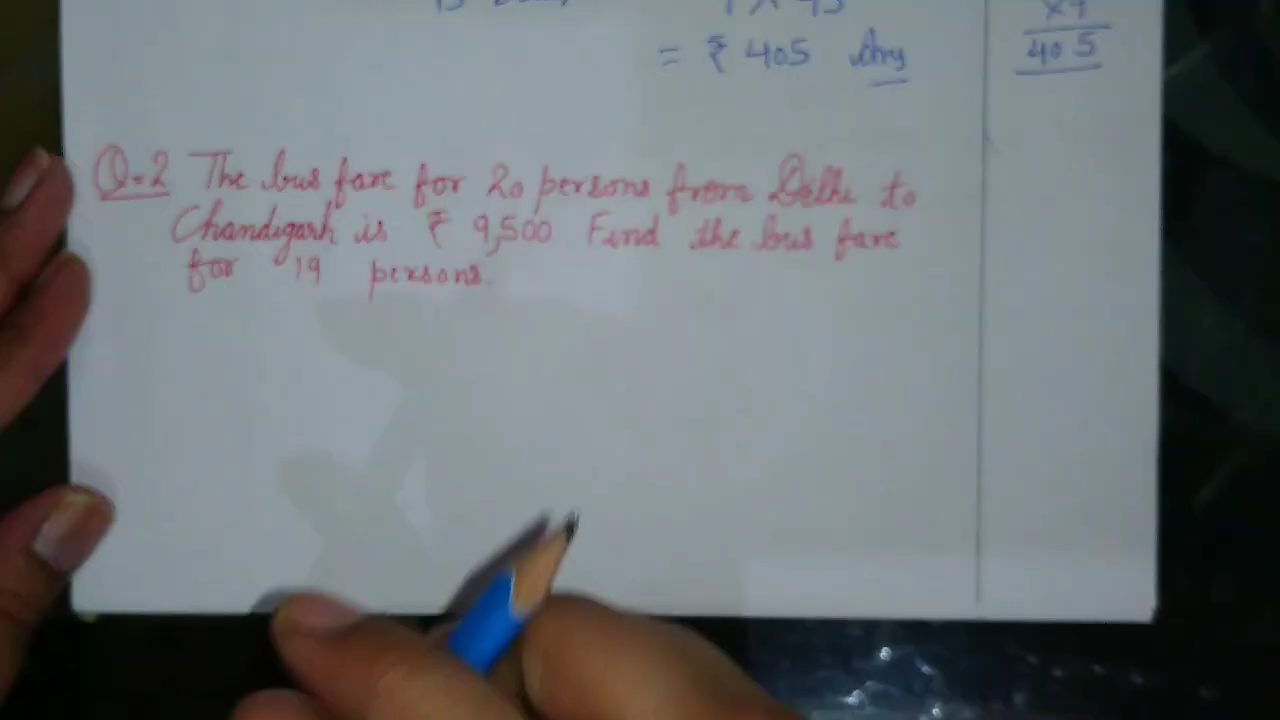 = ₹ 405 Ans
405
Q-2 The bus fare for 20 persons from Delhi to
Chandigarh is ₹ 9,500 Find the bus fare
for 19 persons.